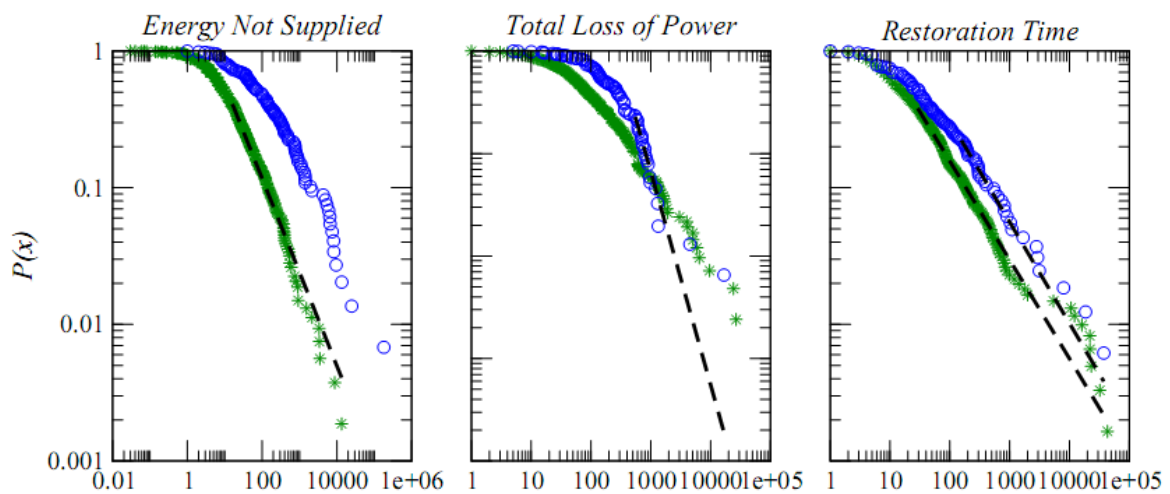 Energy Not Supplied
Total Loss of Power
Restoration Time
P(x)
1
0.1
0.01
0.001
0.01 1 100 10000 1e+06
1 10 100 1000 10000 1e+05
1 10 100 1000 10000 1e+05